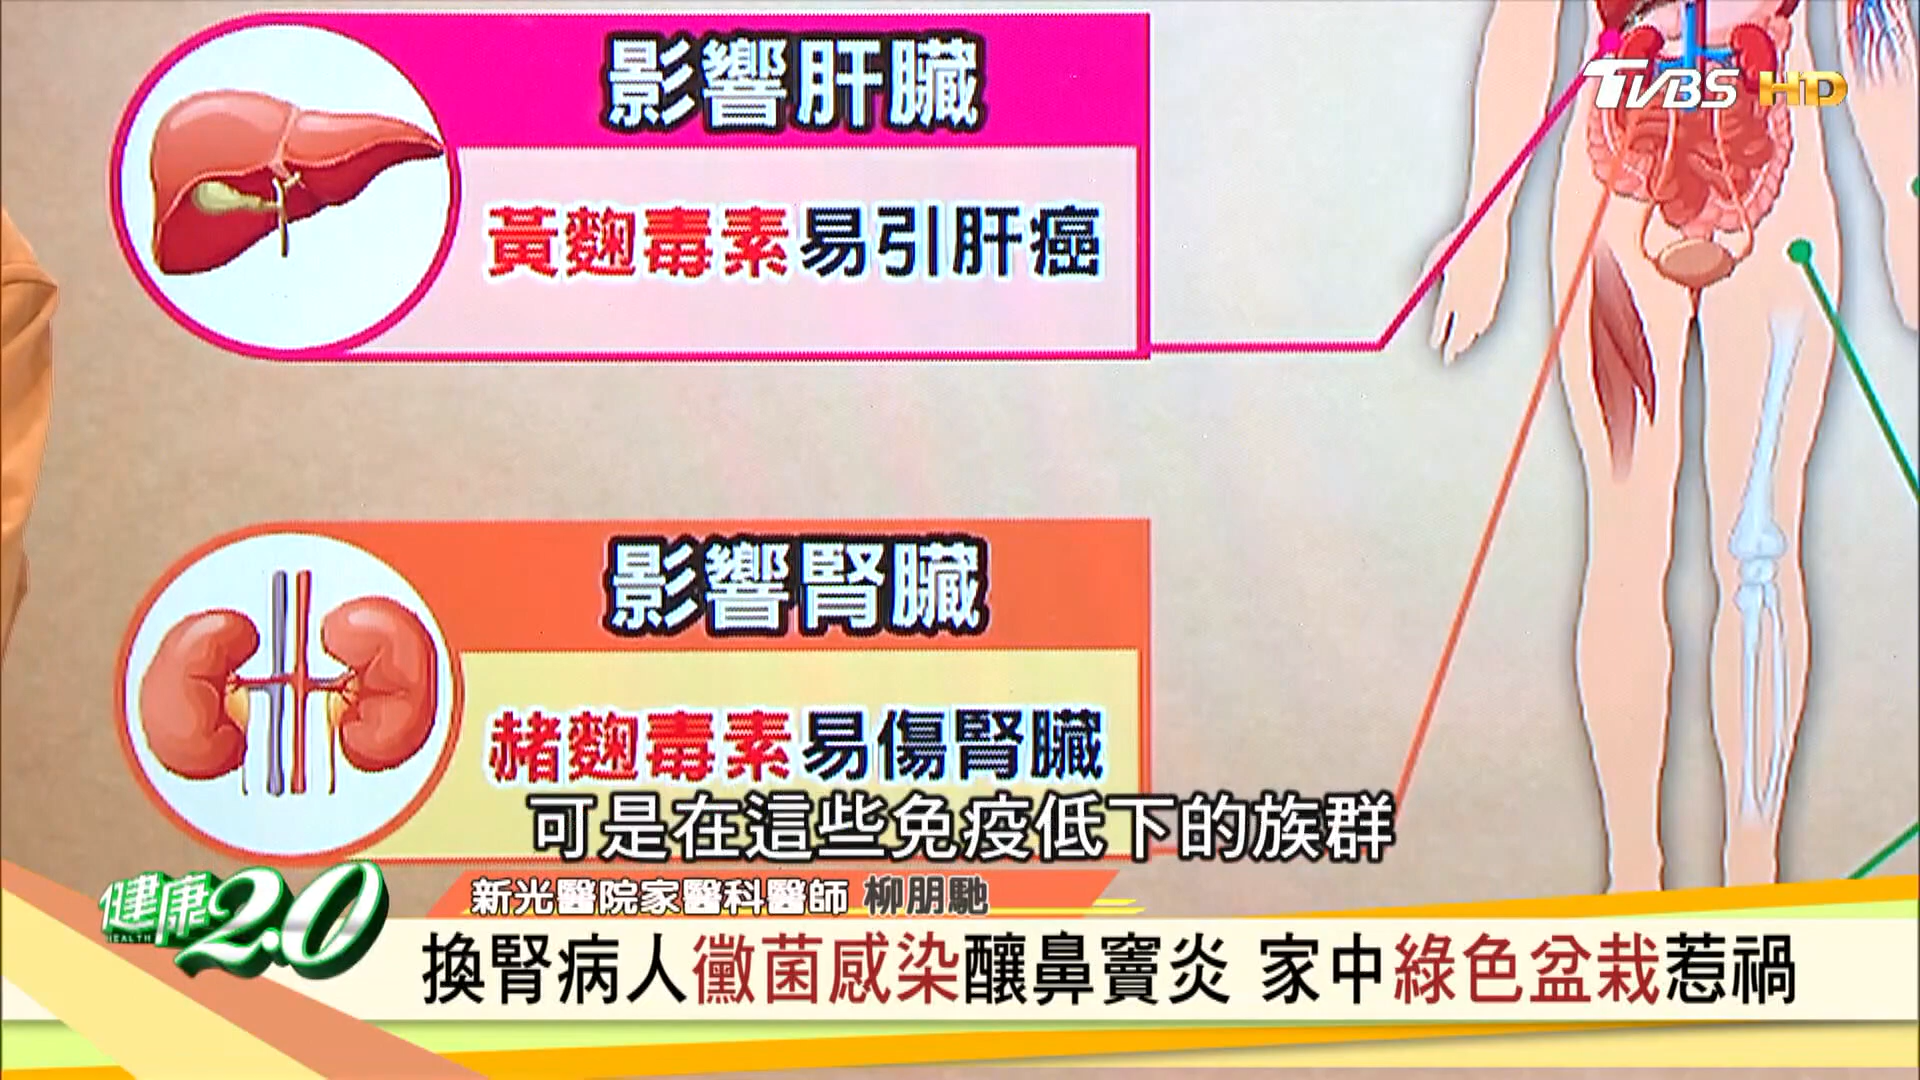 影響肝臟
TVBS HD
黃麴毒素易引肝癌
影響腎臟
赭麴毒素易傷腎臟
可是在這些免疫低下的族群
健康2.0
HEALTH
新光醫院家醫科醫師 柳朋馳
換腎病人黴菌感染釀鼻竇炎 家中綠色盆栽惹禍